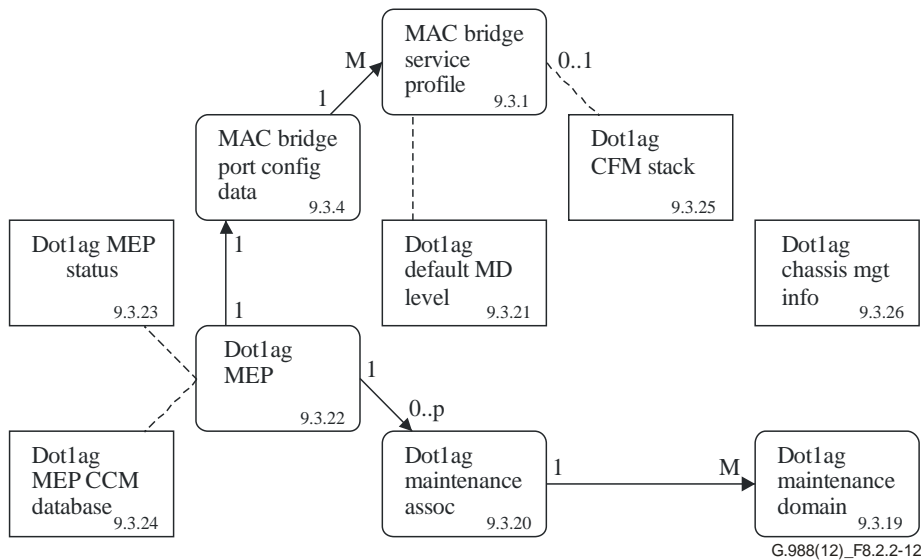 MAC bridge
service
profile
9.3.1
M
0..1
1
MAC bridge
port config
data
9.3.4
Dot1ag
CFM stack
9.3.25
Dot1ag MEP
status
9.3.23
1
Dot1ag
default MD
level
9.3.21
Dot1ag
chassis mgt
info
9.3.26
1
Dot1ag
MEP
9.3.22
1
0..p
Dot1ag
MEP CCM
database
9.3.24
Dot1ag
maintenance
assoc
9.3.20
1
M
Dot1ag
maintenance
domain
9.3.19
G.988(12)_F8.2.2-12